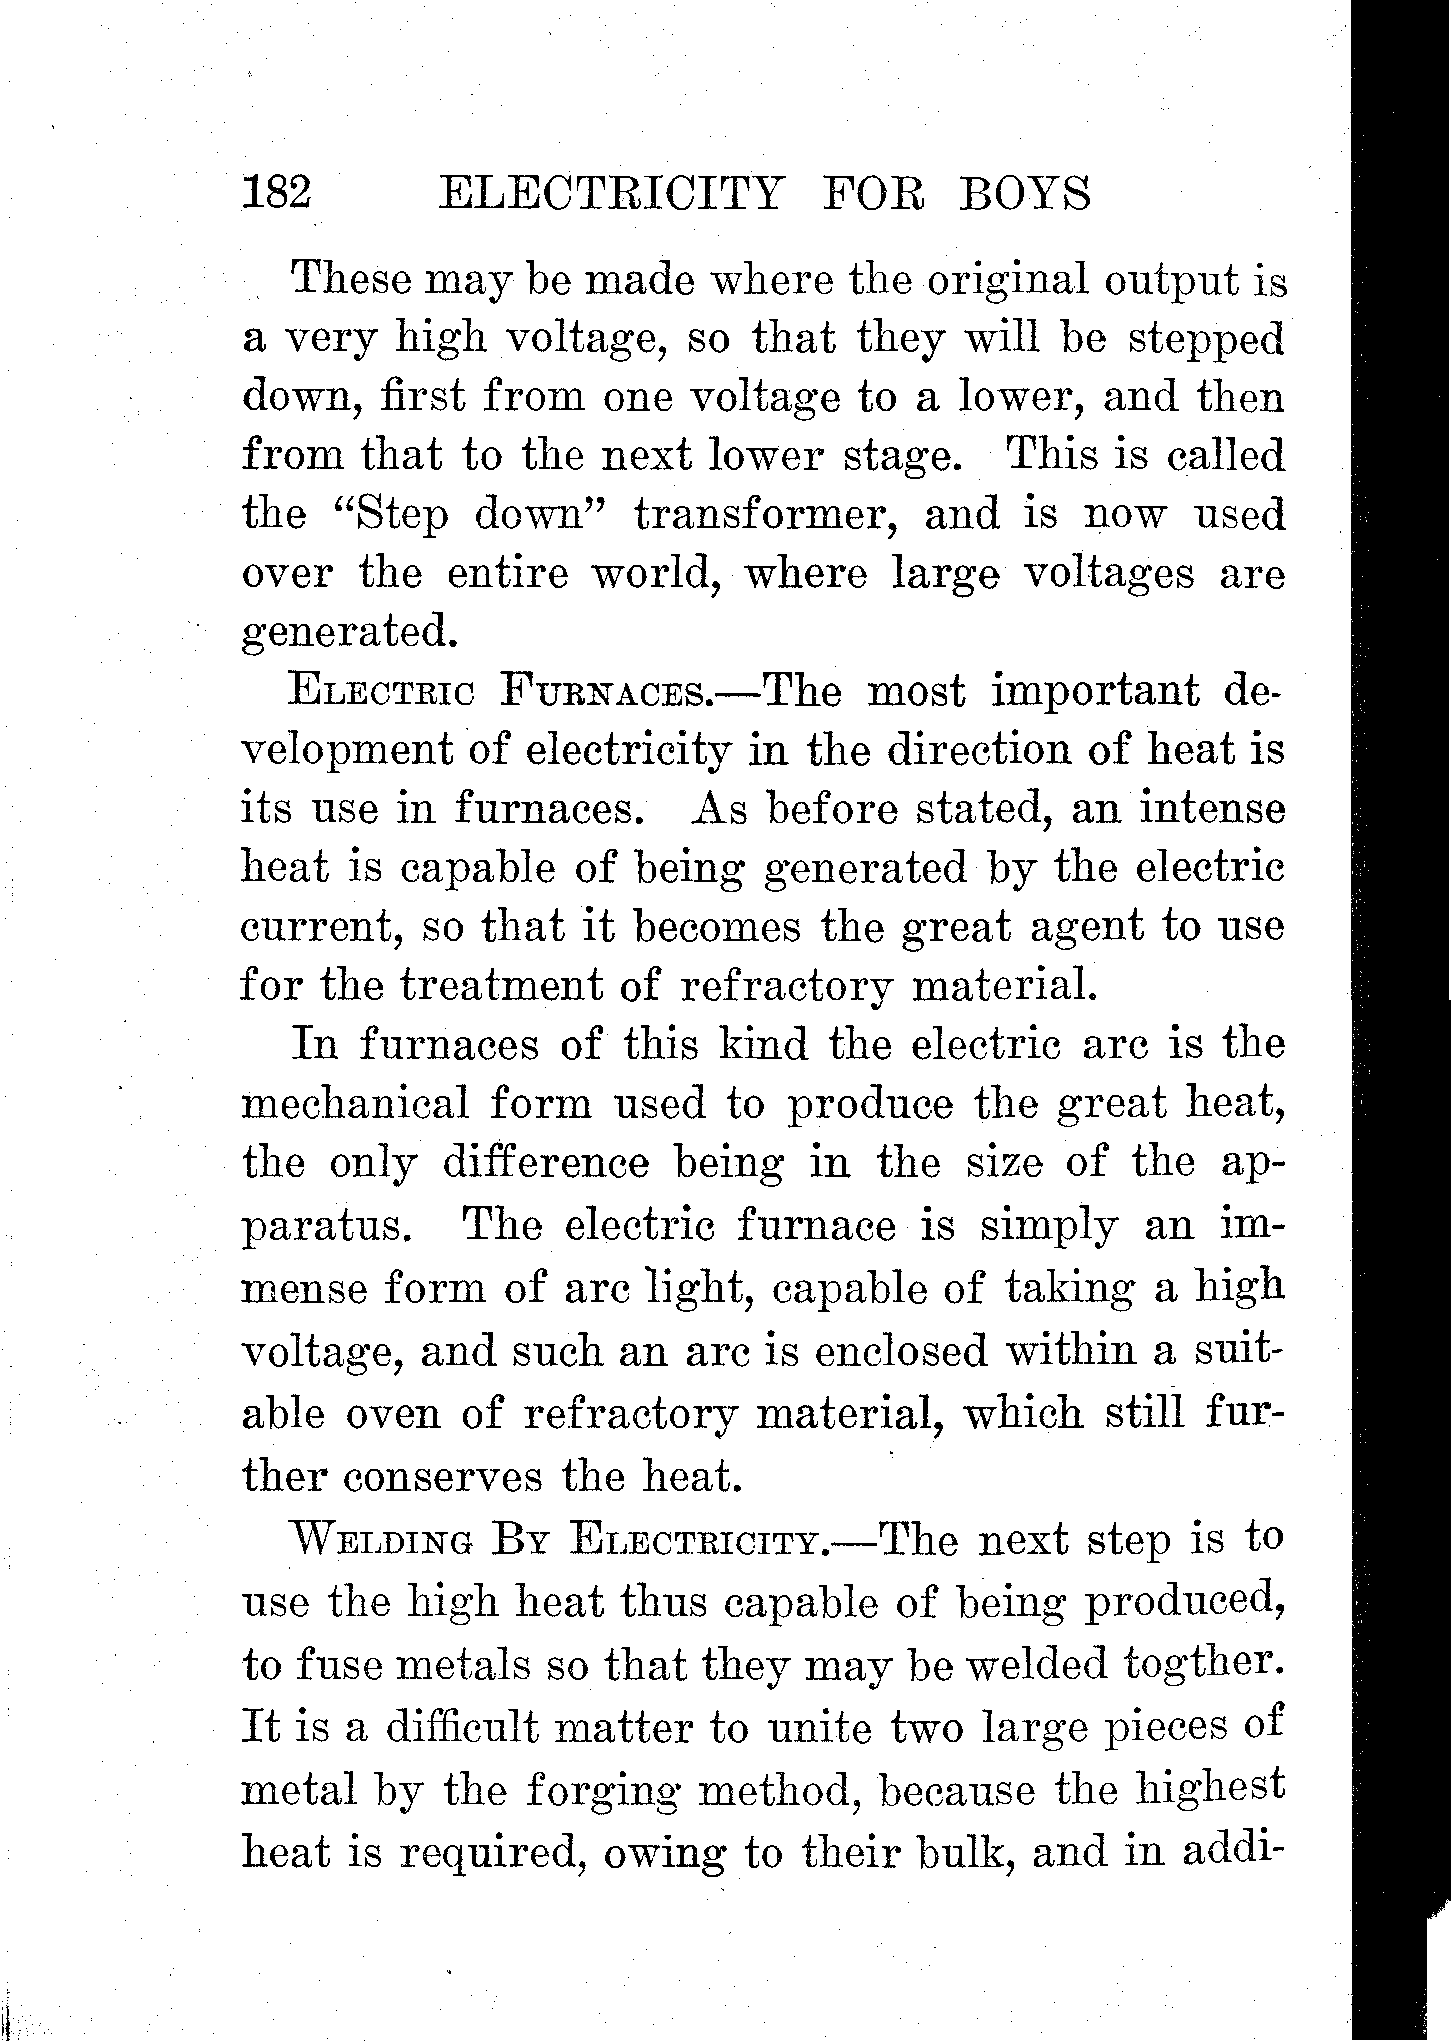 182 ELECTRICITY FOR BOYS
These may be made where the original output is
a very high voltage, so that they will be stepped
down, first from one voltage to a lower, and then
from that to the next lower stage. This is called
the “Step down” transformer, and is now used
over the entire world, where large voltages are
generated.
ELECTRIC FURNACES.—The most important de-
velopment of electricity in the direction of heat is
its use in furnaces. As before stated, an intense
heat is capable of being generated by the electric
current, so that it becomes the great agent to use
for the treatment of refractory material.
In furnaces of this kind the electric arc is the
mechanical form used to produce the great heat,
the only difference being in the size of the ap-
paratus. The electric furnace is simply an im-
mense form of arc light, capable of taking a high
voltage, and such an arc is enclosed within a suit-
able oven of refractory material, which still fur-
ther conserves the heat.
WELDING BY ELECTRICITY.—The next step is to
use the high heat thus capable of being produced,
to fuse metals so that they may be welded togther.
It is a difficult matter to unite two large pieces of
metal by the forging method, because the highest
heat is required, owing to their bulk, and in addi-